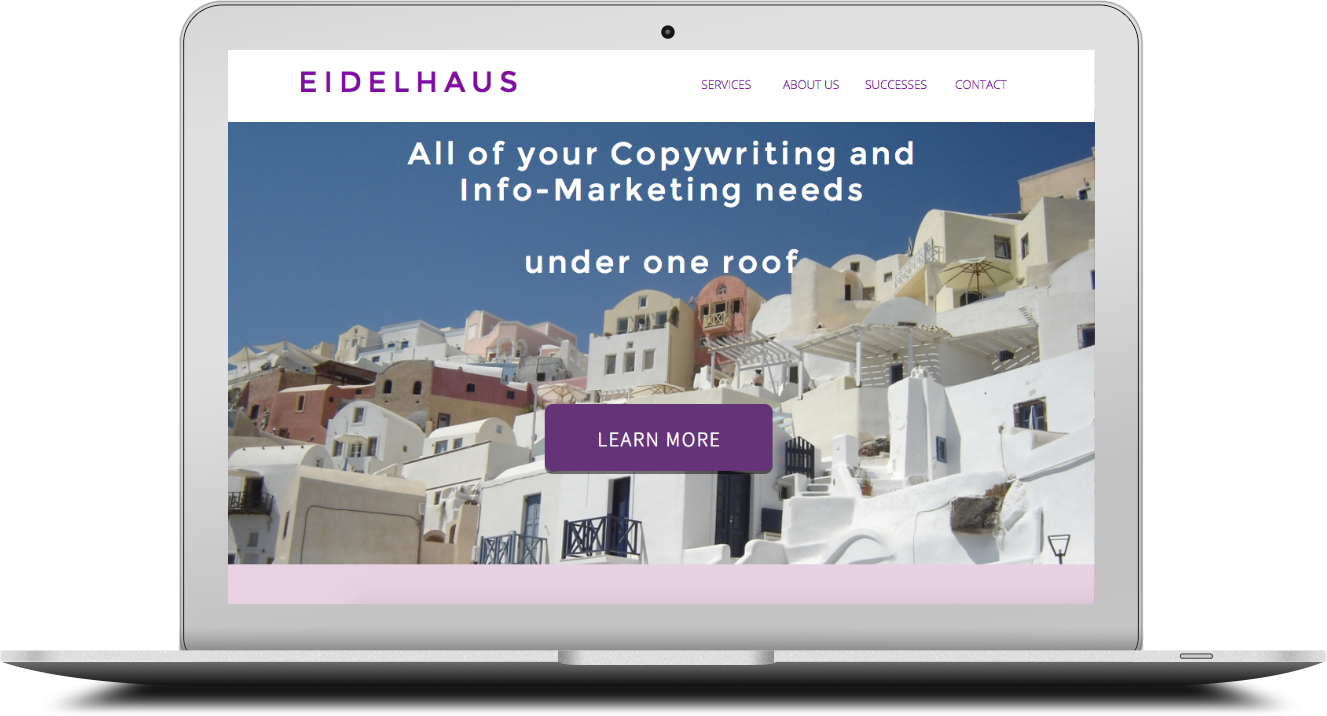 EIDELHAUS
SERVICES ABOUT US SUCCESSES CONTACT
All of your Copywriting and
Info-Marketing needs
under one roof
LEARN MORE